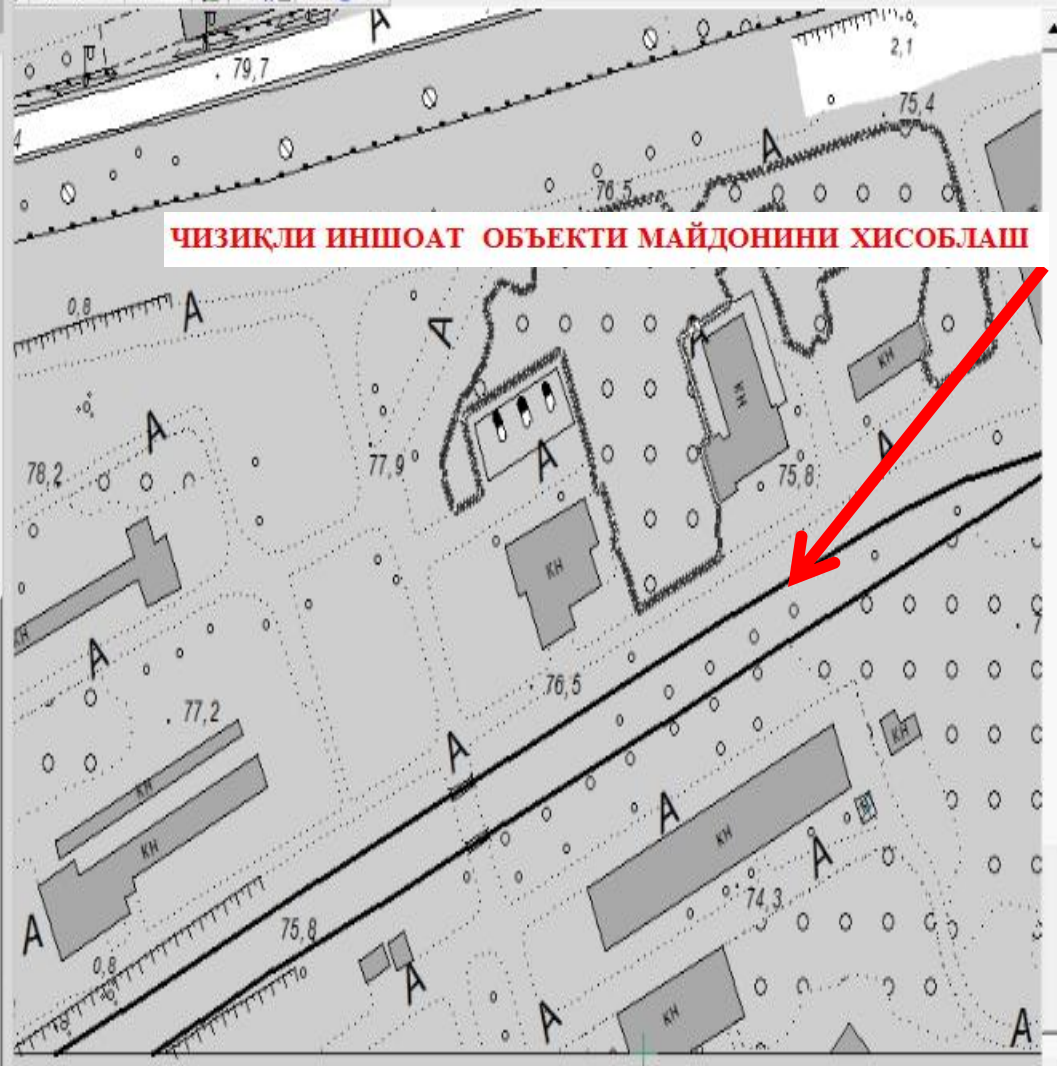 А
79,7
2,1
75,4
4
А
76,5
ЧИЗИҚЛИ ИНШОАТ ОБЪЕКТИ МАЙДОНИНИ ХИСОБЛАШ
0,8
А
А
А
КН
КН
А
78,2
77,9
А
75,8
А
КН
КН
А
77,2
76,5
А
КН
КН
КН
А
КН
А
74,3
А
75,8
0,8
А
А
КН
А